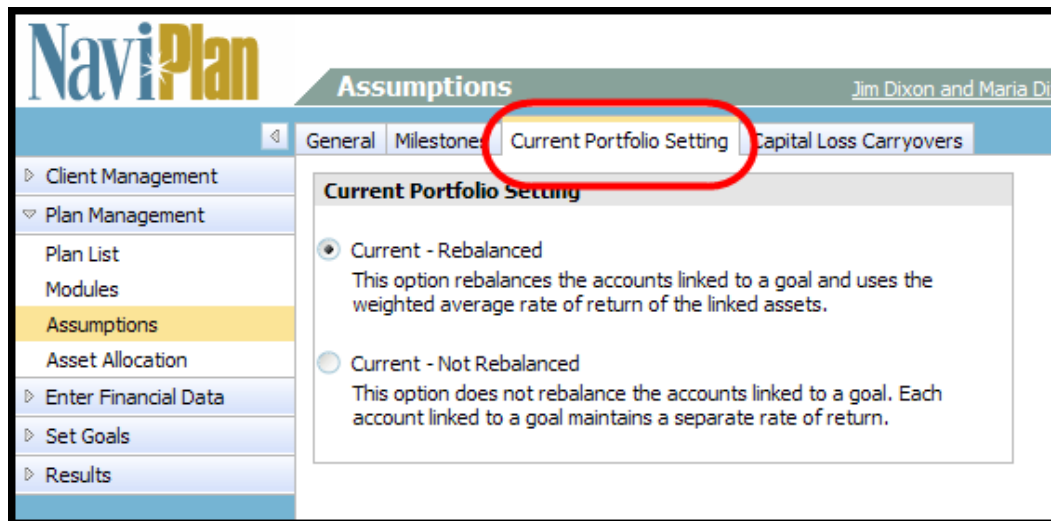 NaviPlan
Assumptions
Jim Dixon and Maria Di
General Milestones Current Portfolio Setting Capital Loss Carryovers
Client Management
Plan Management
Plan List
Modules
Assumptions
Asset Allocation
Enter Financial Data
Set Goals
Results
Current Portfolio Setting
Current - Rebalanced
This option rebalances the accounts linked to a goal and uses the
weighted average rate of return of the linked assets.
Current - Not Rebalanced
This option does not rebalance the accounts linked to a goal. Each
account linked to a goal maintains a separate rate of return.